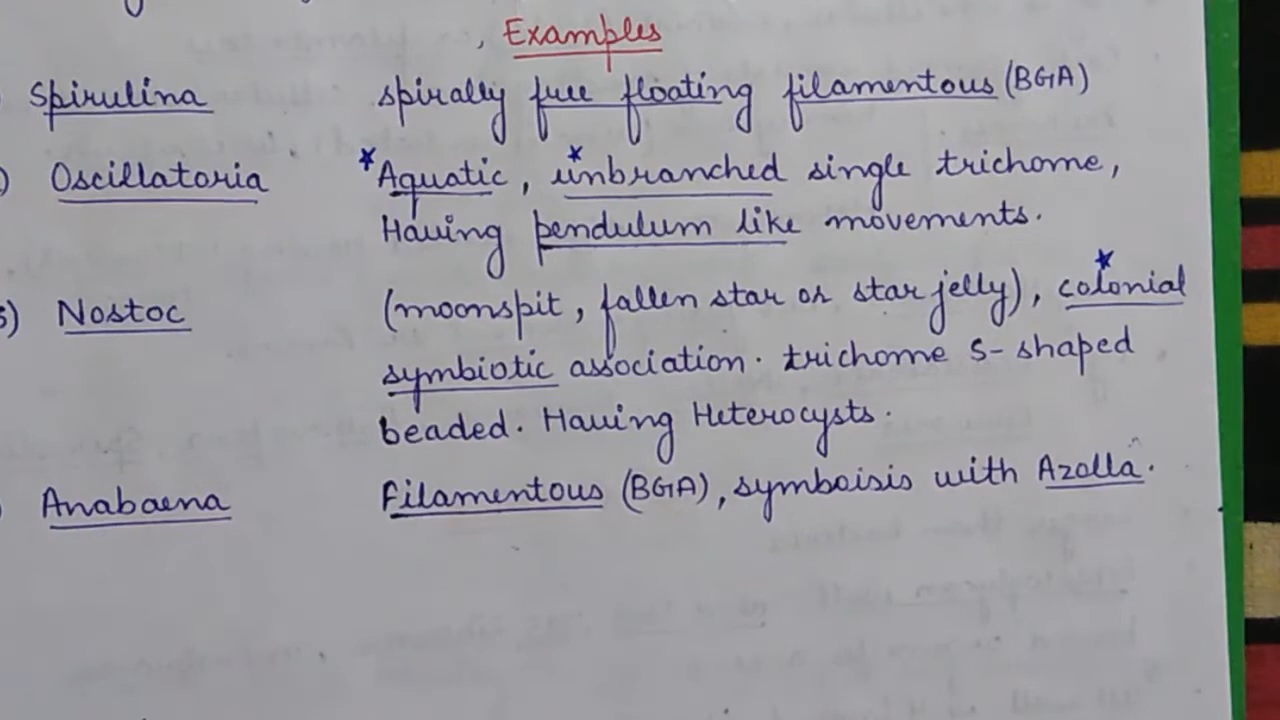 , Examples
Spirulina spirally free floating filamentous (BGA)
) Oscillatoria *Aquatic, *unbranched single trichome,
Having pendulum like movements.
3) Nostoc (moonspit, fallen star or star jelly), *colonial
symbiotic association. trichome S-shaped
beaded. Having Heterocysts.
Anabaena Filamentous (BGA), symboisis with Azolla.